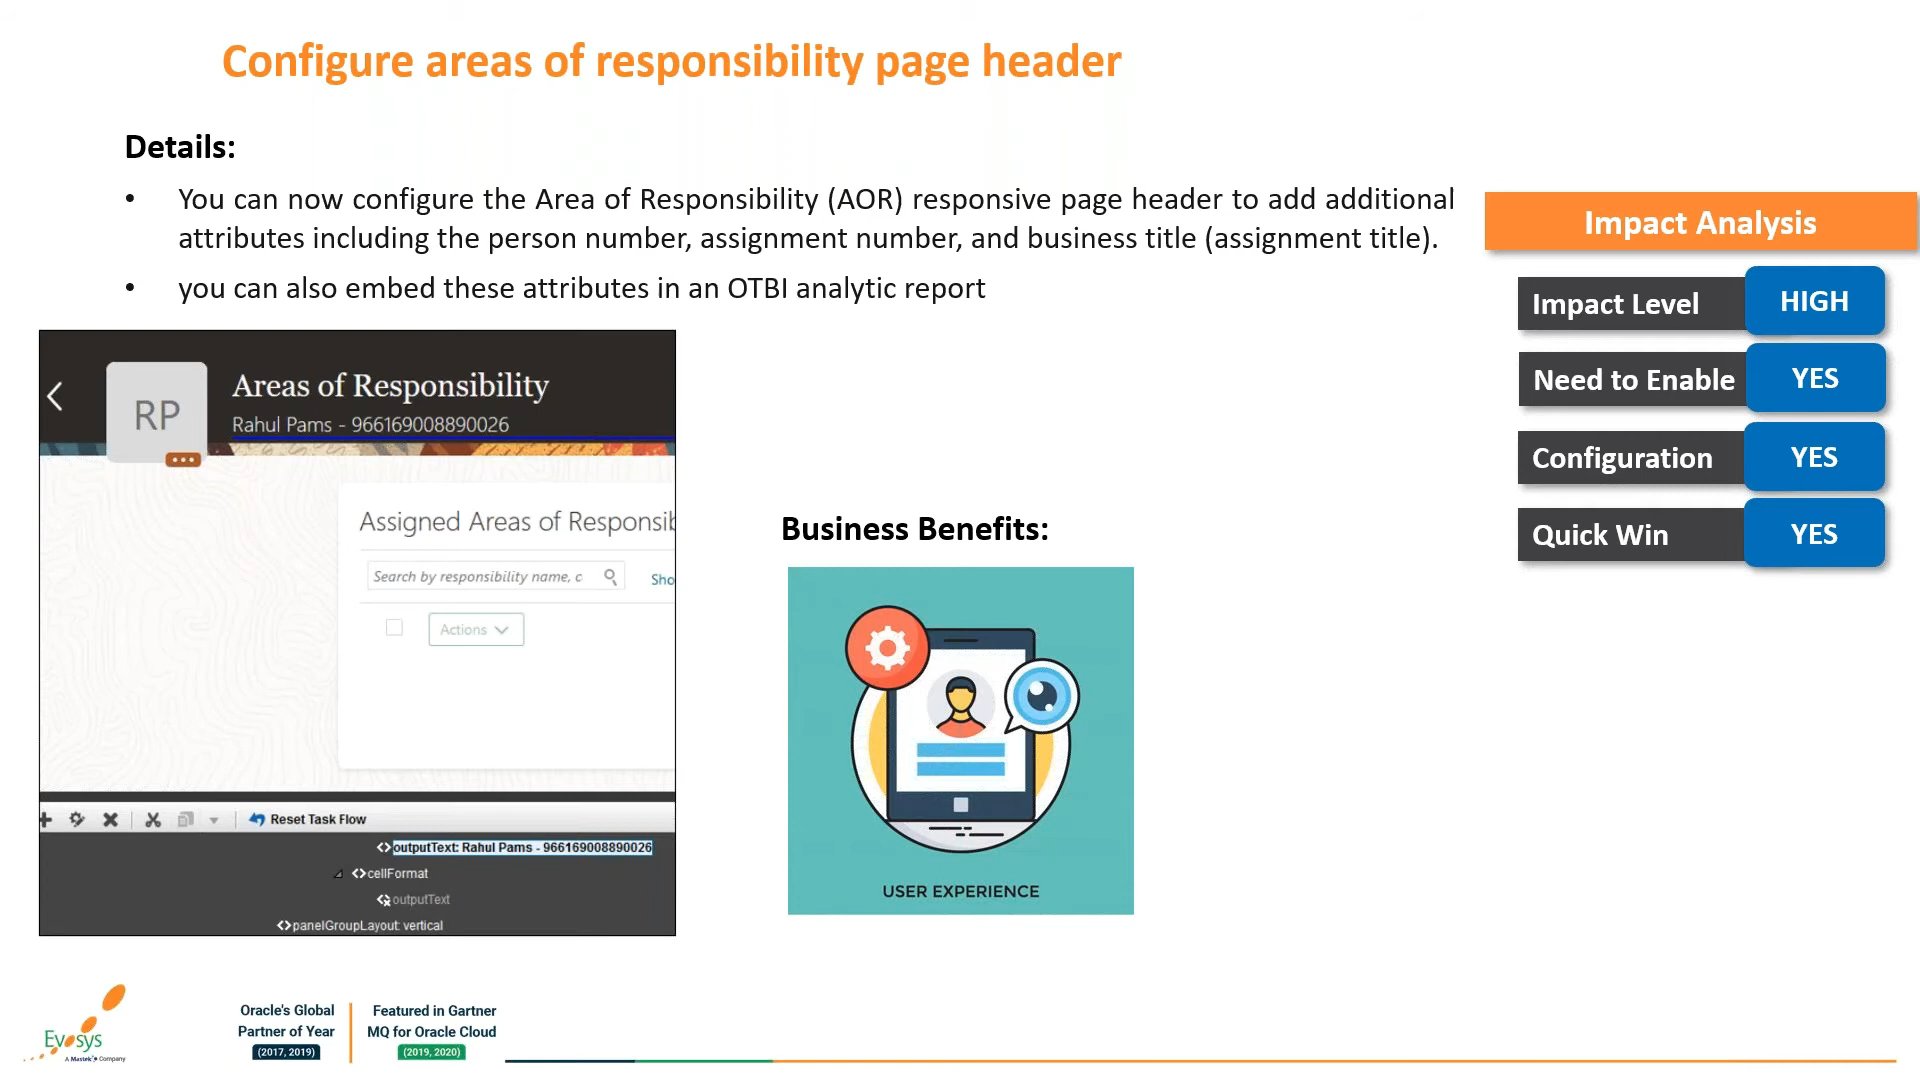 Configure areas of responsibility page header
Details:
• You can now configure the Area of Responsibility (AOR) responsive page header to add additional
attributes including the person number, assignment number, and business title (assignment title).
• you can also embed these attributes in an OTBI analytic report
Impact Analysis
Impact Level HIGH
Need to Enable YES
Configuration YES
Quick Win YES
RP
Areas of Responsibility
Rahul Pams - 966169008890026
Assigned Areas of Responsib
Search by responsibility name, c
Sho
Actions
Reset Task Flow
<>outputText: Rahul Pams - 966169008890026
<>cellFormat
outputText
<>panelGroupLayout: vertical
Business Benefits:
USER EXPERIENCE
Evosys
A Mastek Company
Oracle's Global
Partner of Year
(2017, 2019)
Featured in Gartner
MQ for Oracle Cloud
(2019, 2020)